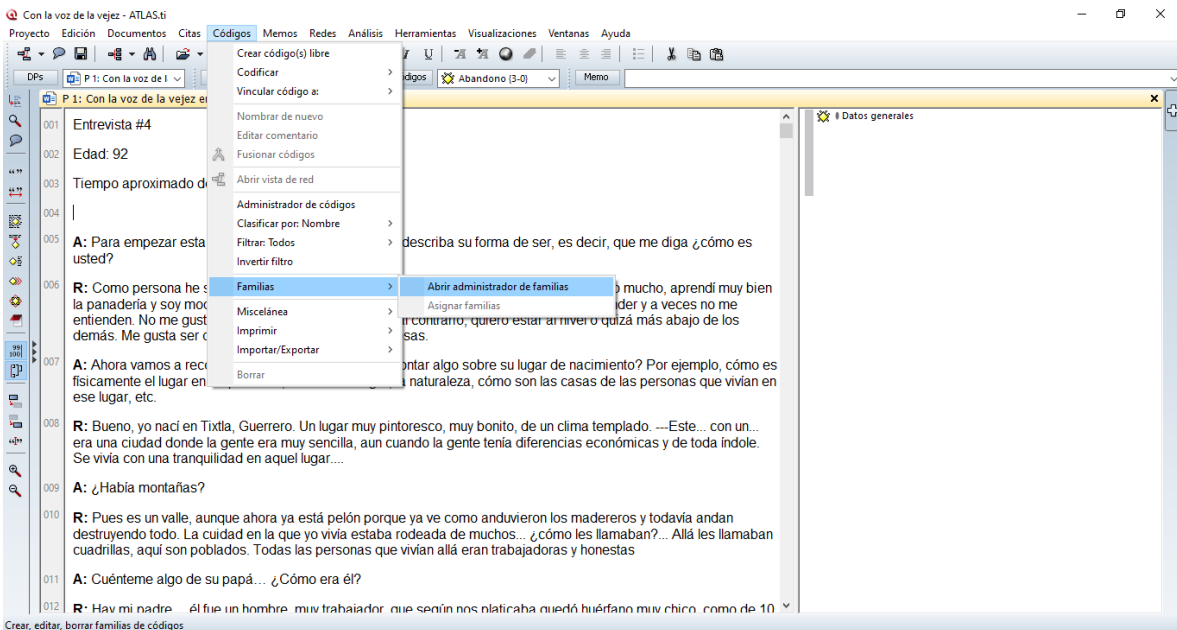 Con la voz de la vejez - ATLAS.ti
Proyecto Edición Documentos Citas Códigos Memos Redes Análisis Herramientas Visualizaciones Ventanas Ayuda
DPs P 1: Con la voz de l digos Abandono {3-0} Memo
P 1: Con la voz de la vejez en
Crear código(s) libre
Codificar
Vincular código a:
Nombrar de nuevo
Editar comentario
Fusionar códigos
Abrir vista de red
Administrador de códigos
Clasificar por: Nombre
Filtrar: Todos
Invertir filtro
Familias
Miscelánea
Imprimir
Importar/Exportar
Borrar
Abrir administrador de familias
Asignar familias
Datos generales
001 Entrevista #4
002 Edad: 92
003 Tiempo aproximado d
004
005 A: Para empezar esta describa su forma de ser, es decir, que me diga ¿cómo es
usted?
006 R: Como persona he s mucho, aprendí muy bien
la panadería y soy mo der y a veces no me
entienden. No me gust contrario, quiero estar al nivel o quizá más abajo de los
demás. Me gusta ser sas.
007 A: Ahora vamos a rec ontar algo sobre su lugar de nacimiento? Por ejemplo, cómo es
físicamente el lugar en naturaleza, cómo son las casas de las personas que vivían en
ese lugar, etc.
008 R: Bueno, yo nací en Tixtla, Guerrero. Un lugar muy pintoresco, muy bonito, de un clima templado. ---Este... con un...
era una ciudad donde la gente era muy sencilla, aun cuando la gente tenía diferencias económicas y de toda índole.
Se vivía con una tranquilidad en aquel lugar....
009 A: ¿Había montañas?
010 R: Pues es un valle, aunque ahora ya está pelón porque ya ve como anduvieron los madereros y todavía andan
destruyendo todo. La cuidad en la que yo vivía estaba rodeada de muchos... ¿cómo les llamaban?... Allá les llamaban
cuadrillas, aquí son poblados. Todas las personas que vivían allá eran trabajadoras y honestas
011 A: Cuénteme algo de su papá… ¿Cómo era él?
012 R: Hay mi padre... él fue un hombre muy trabajador, que según nos platicaba quedó huérfano muy chico, como de 10
Crear, editar, borrar familias de códigos